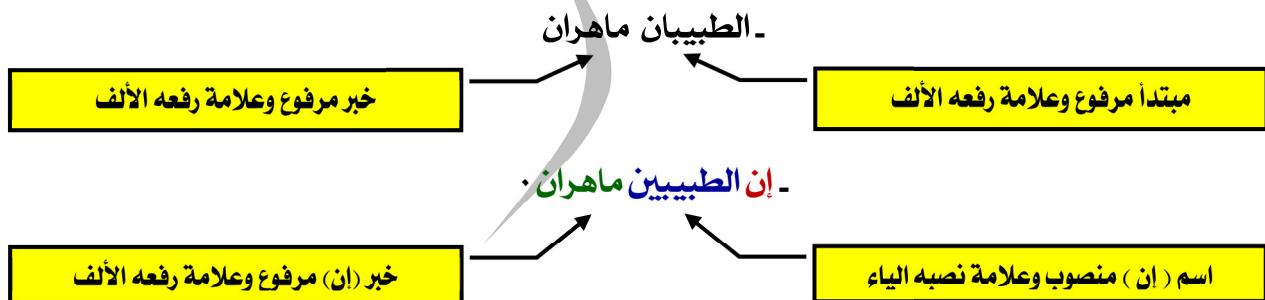 ـ الطبيبان ماهران
مبتدأ مرفوع وعلامة رفعه الألف
خبر مرفوع وعلامة رفعه الألف
ـ إن الطبيبين ماهران .
اسم ( إن ) منصوب وعلامة نصبه الياء
خبر (إن) مرفوع وعلامة رفعه الألف